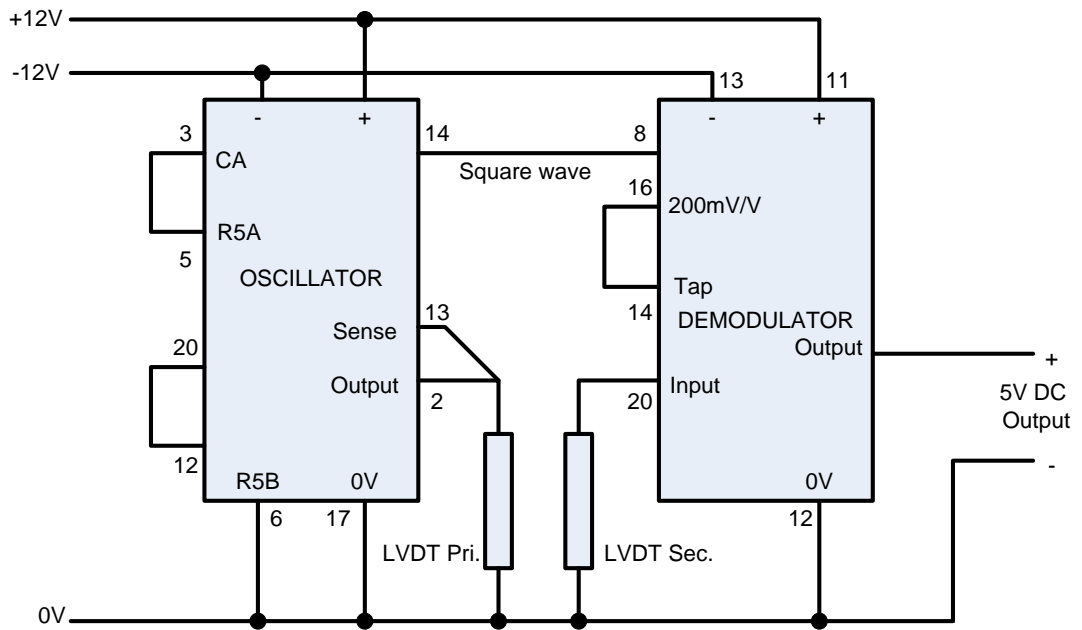 +12V
-12V
13
11
-
+
-
+
3
14
8
CA
Square wave
16
200mV/V
R5A
5
OSCILLATOR
Tap
14
13
DEMODULATOR
Sense
Output
20
+
Output
2
20
Input
5V DC
Output
12
-
R5B
0V
0V
6
17
12
LVDT Pri.
LVDT Sec.
0V